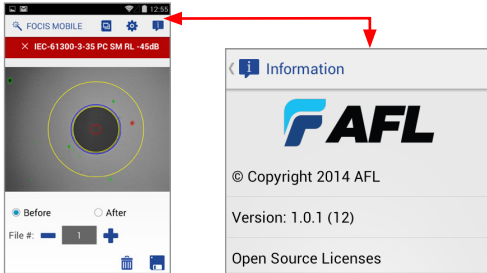 12:55
FOCIS MOBILE
× IEC-61300-3-35 PC SM RL -45dB
Before After
File #: 1
Information
AFL
© Copyright 2014 AFL
Version: 1.0.1 (12)
Open Source Licenses